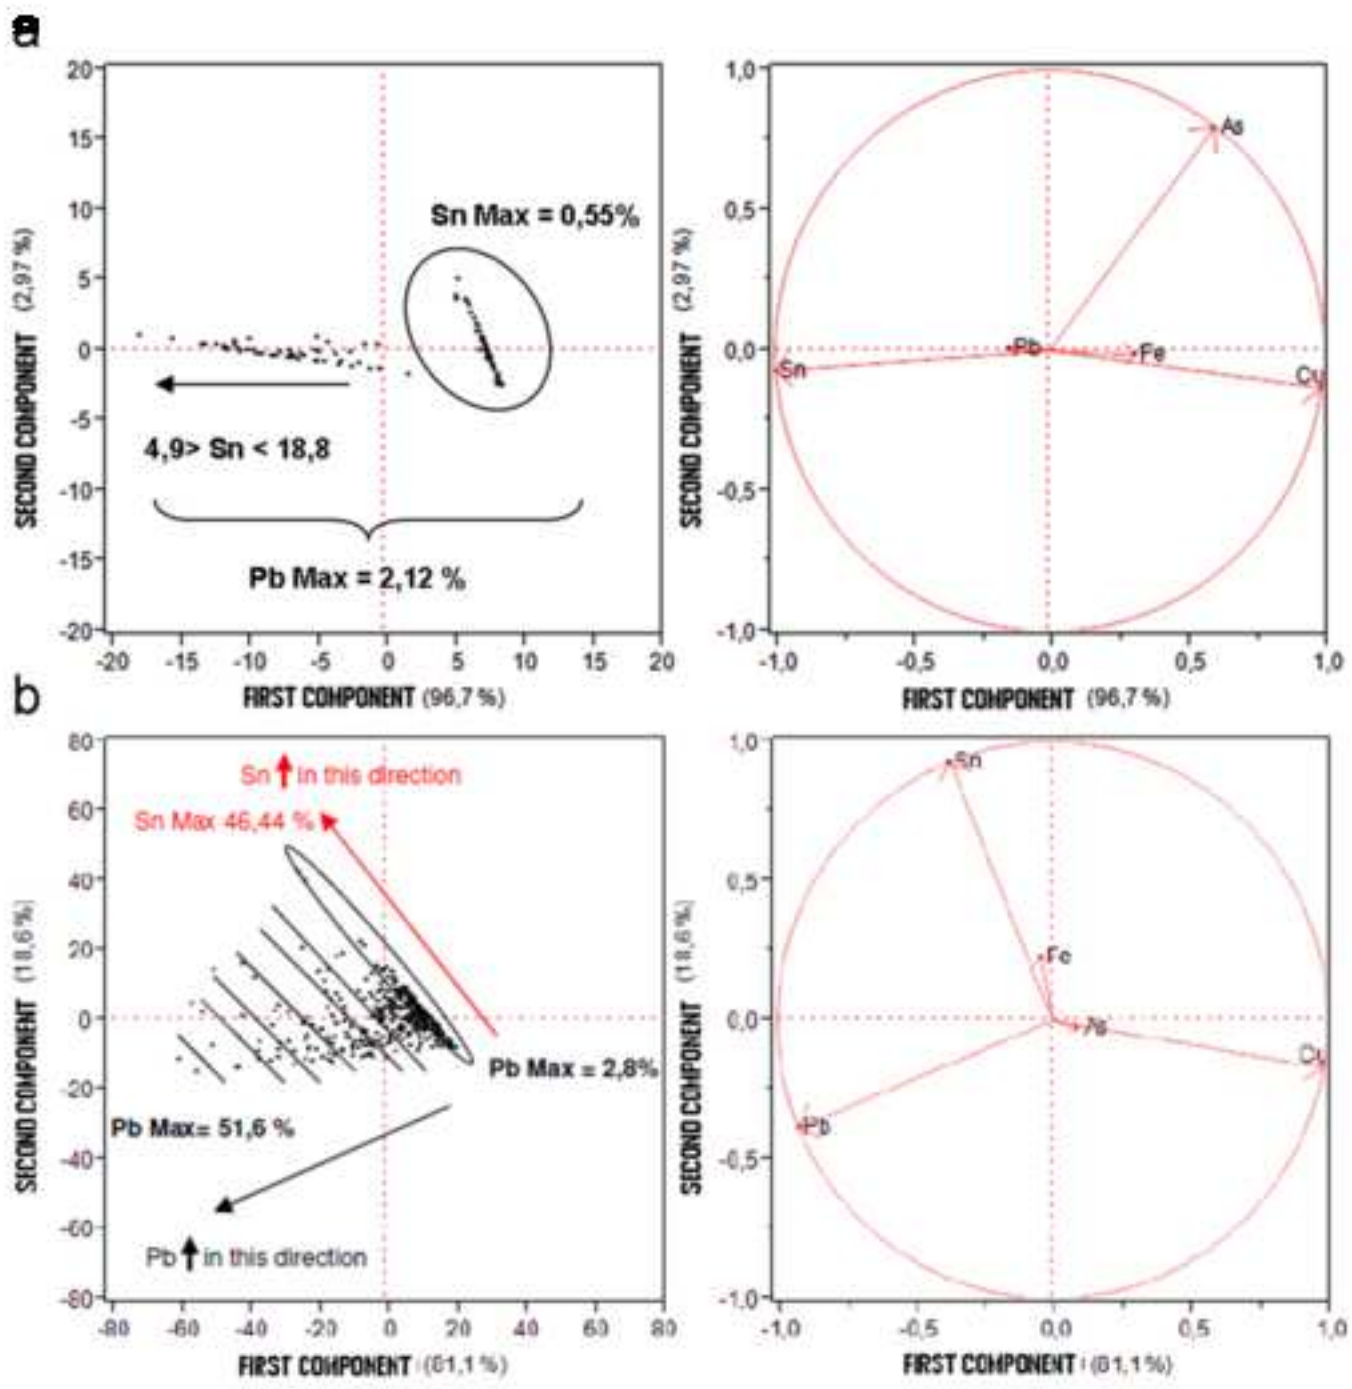 a
20
15
10
5
0
-5
-10
-15
-20
-20 -15 -10 -5 0 5 10 15 20
SECOND COMPONENT (2,97 %)
FIRST COMPONENT (96,7 %)
Sn Max = 0,55%
4,9> Sn < 18,8
Pb Max = 2,12 %
1,0
0,5
0,0
-0,5
-1,0
-1,0 -0,5 0,0 0,5 1,0
SECOND COMPONENT (2,97 %)
FIRST COMPONENT (96,7 %)
As
Pb
Fe
Sn
Cu
b
80
60
40
20
0
-20
-40
-60
-80
-80 -60 -40 -20 0 20 40 60 80
SECOND COMPONENT (18,6%)
FIRST COMPONENT (81,1%)
Sn in this direction
Sn Max 46,44 %
Pb Max = 2,8%
Pb Max= 51,6 %
Pb in this direction
1,0
0,5
0,0
-0,5
-1,0
-1,0 -0,5 0,0 0,5 1,0
SECOND COMPONENT (18,6%)
FIRST COMPONENT (81,1%)
Sn
Fe
As
Cu
Pb